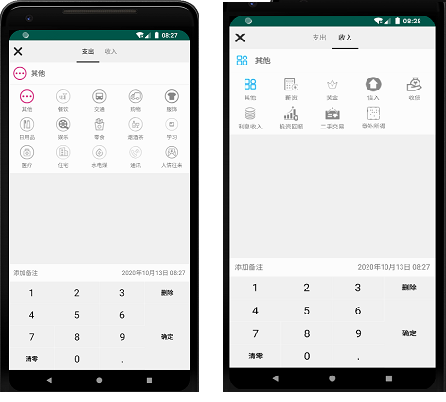 08:27
支出 收入
其他
其他 餐饮 交通 购物 服饰
日用品 娱乐 零食 烟酒茶 学习
医疗 住宅 水电煤 通讯 人情往来
添加备注 2020年10月13日 08:27
1 2 3 删除
4 5 6
7 8 9 确定
清零 0 .
08:28
支出 收入
其他
其他 薪资 奖金 借入 收债
利息收入 投资回报 二手交易 意外所得
添加备注 2020年10月13日 08:27
1 2 3 删除
4 5 6
7 8 9 确定
清零 0 .